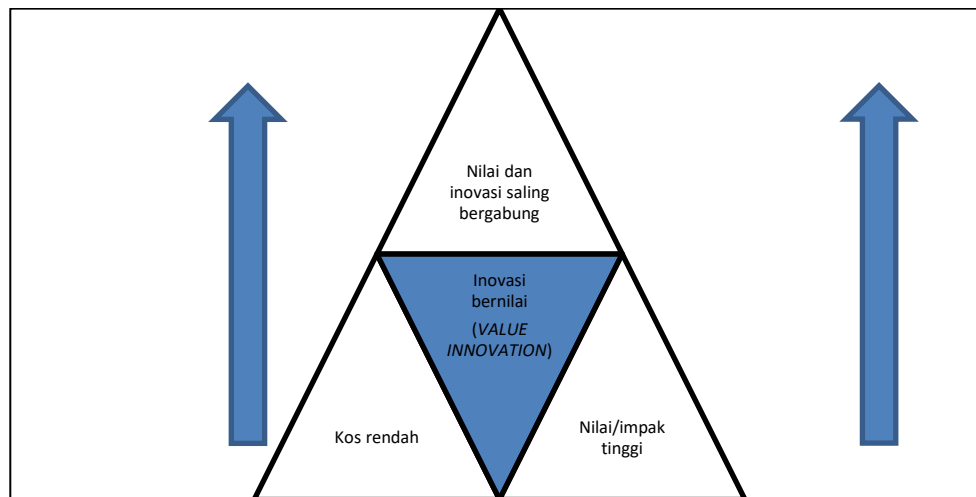 Nilai dan
inovasi saling
bergabung
Inovasi
bernilai
(VALUE
INNOVATION)
Kos rendah
Nilai/impak
tinggi